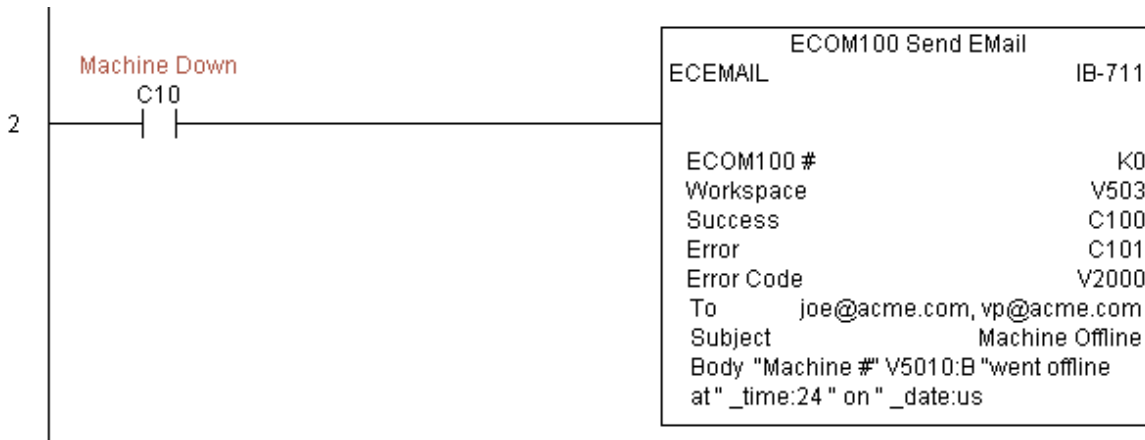 Machine Down
C10
2
ECOM100 Send EMail
ECEMAIL IB-711
ECOM100 # K0
Workspace V503
Success C100
Error C101
Error Code V2000
To joe@acme.com, vp@acme.com
Subject Machine Offline
Body "Machine #" V5010:B "went offline
at " _time:24 " on " _date:us